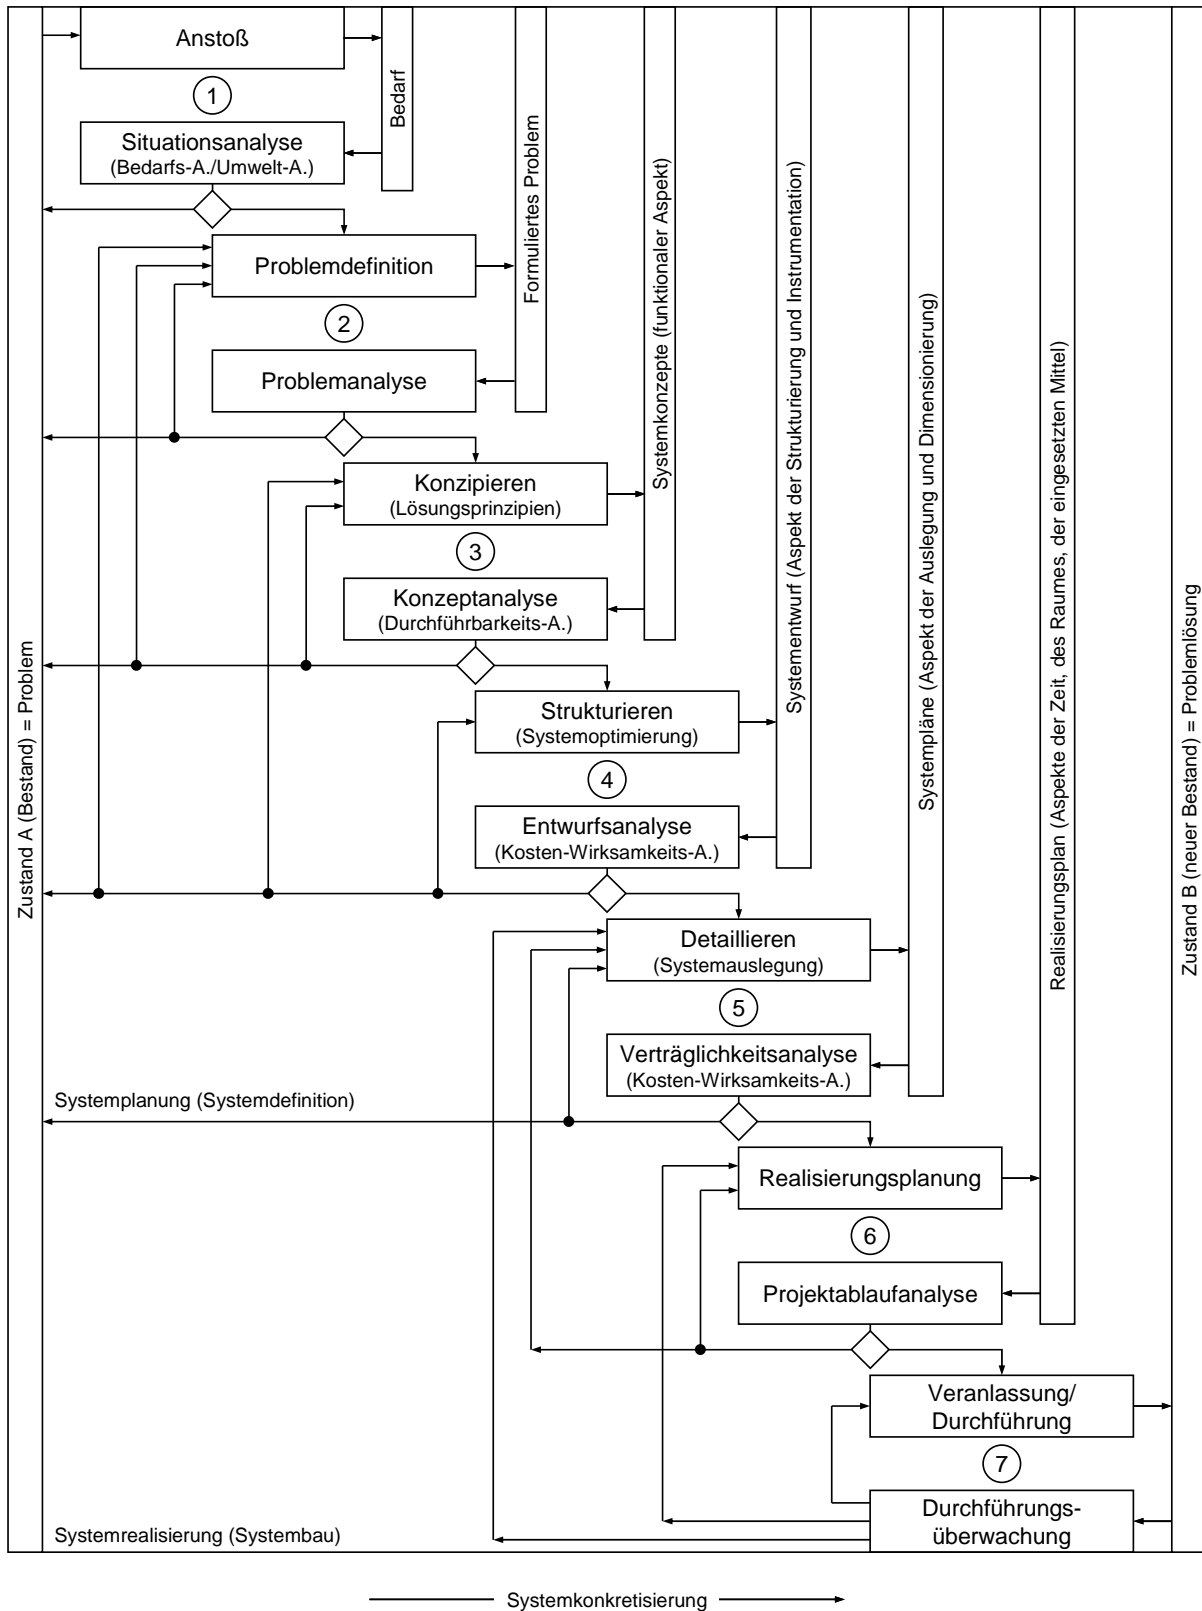 Anstoß
1
Bedarf
Situationsanalyse
(Bedarfs-A./Umwelt-A.)
Formuliertes Problem
Problemdefinition
2
Problemanalyse
Systemkonzepte (funktionaler Aspekt)
Konzipieren
(Lösungsprinzipien)
3
Konzeptanalyse
(Durchführbarkeits-A.)
Systementwurf (Aspekt der Strukturierung und Instrumentation)
Strukturieren
(Systemoptimierung)
4
Entwurfsanalyse
(Kosten-Wirksamkeits-A.)
Systempläne (Aspekt der Auslegung und Dimensionierung)
Zustand A (Bestand) = Problem
Detaillieren
(Systemauslegung)
5
Verträglichkeitsanalyse
(Kosten-Wirksamkeits-A.)
Realisierungsplan (Aspekte der Zeit, des Raumes, der eingesetzten Mittel)
Zustand B (neuer Bestand) = Problemlösung
Systemplanung (Systemdefinition)
Realisierungsplanung
6
Projektablaufanalyse
Veranlassung/
Durchführung
7
Durchführungs-
überwachung
Systemrealisierung (Systembau)
Systemkonkretisierung